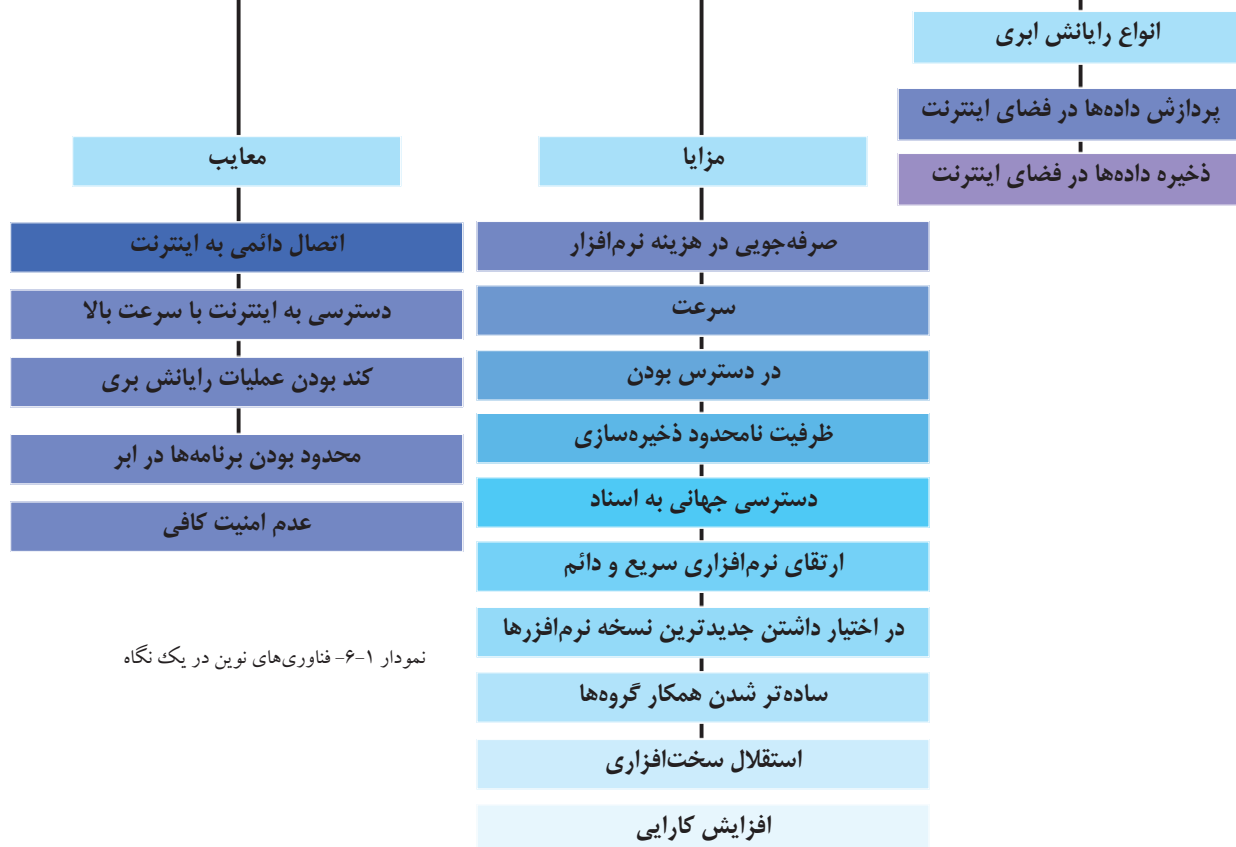 انواع رایانش ابری
پردازش داده‌ها در فضای اینترنت
ذخیره داده‌ها در فضای اینترنت
مزایا
صرفه‌جویی در هزینه نرم‌افزار
سرعت
در دسترس بودن
ظرفیت نامحدود ذخیره‌سازی
دسترسی جهانی به اسناد
ارتقای نرم‌افزاری سریع و دائم
در اختیار داشتن جدیدترین نسخه نرم‌افزرها
ساده‌تر شدن همکار گروه‌ها
استقلال سخت‌افزاری
افزایش کارایی
معایب
اتصال دائمی به اینترنت
دسترسی به اینترنت با سرعت بالا
کند بودن عملیات رایانش بری
محدود بودن برنامه‌ها در ابر
عدم امنیت کافی
نمودار ۱-۶- فناوری‌های نوین در یک نگاه